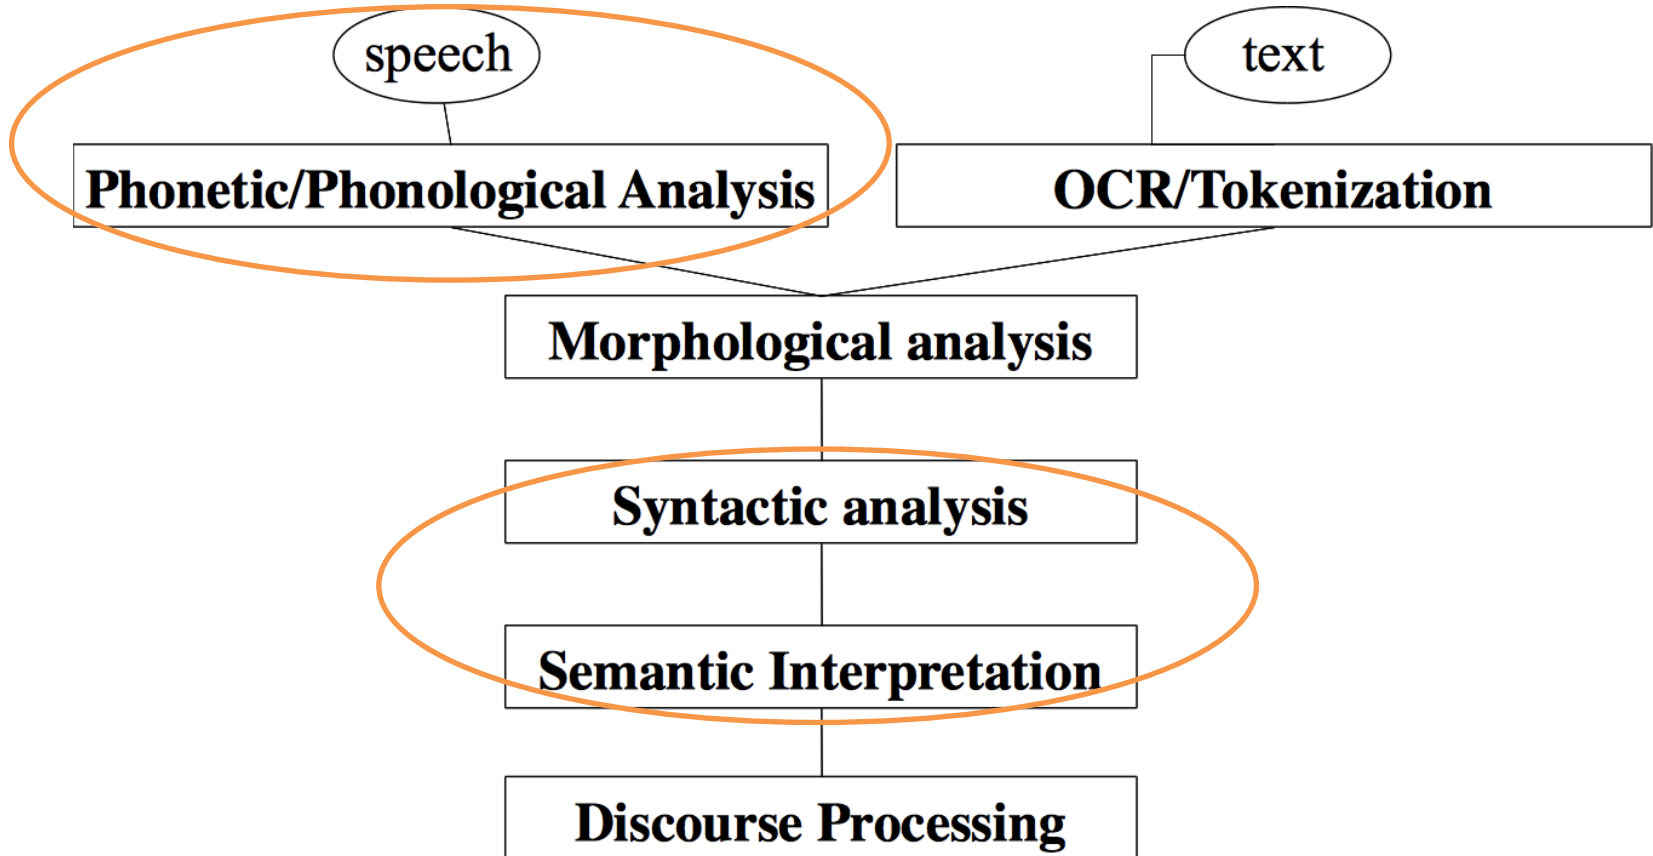 speech
text
Phonetic/Phonological Analysis
OCR/Tokenization
Morphological analysis
Syntactic analysis
Semantic Interpretation
Discourse Processing